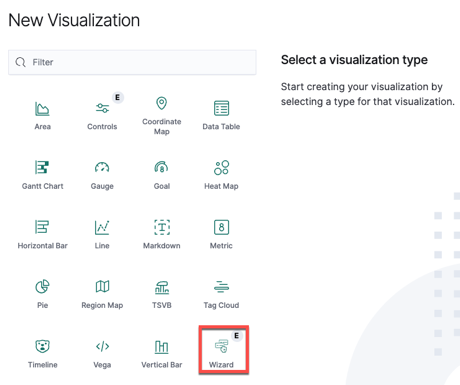 New Visualization
Filter
Select a visualization type
Start creating your visualization by
selecting a type for that visualization.
E
Area
Controls
Coordinate
Map
Data Table
8
Gantt Chart
Gauge
Goal
Heat Map
T
8
Horizontal Bar
Line
Markdown
Metric
Pie
Region Map
TSVB
Tag Cloud
E
Timeline
Vega
Vertical Bar
Wizard